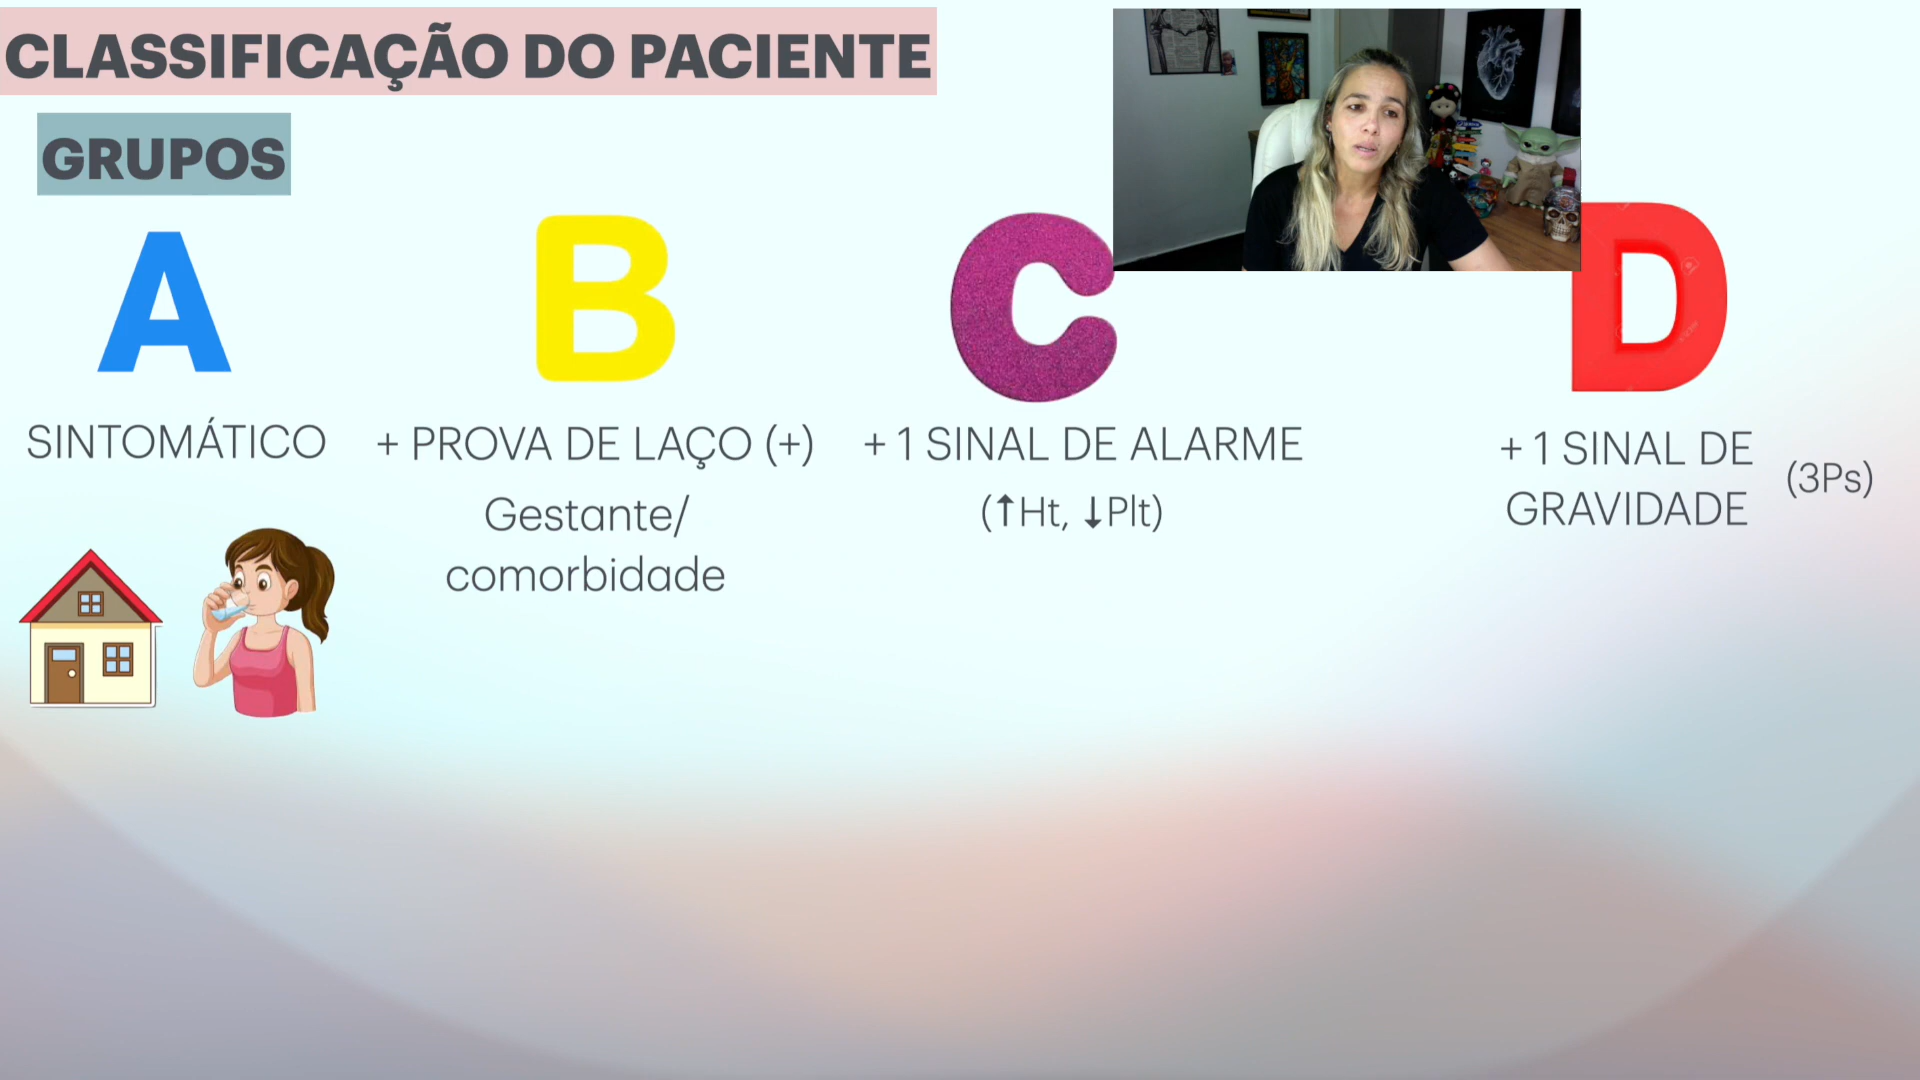 CLASSIFICAÇÃO DO PACIENTE
GRUPOS
A
SINTOMÁTICO
B
+ PROVA DE LAÇO (+)
Gestante/
comorbidade
C
+ 1 SINAL DE ALARME
(↑Ht, ↓Plt)
D
+ 1 SINAL DE
GRAVIDADE
(3Ps)